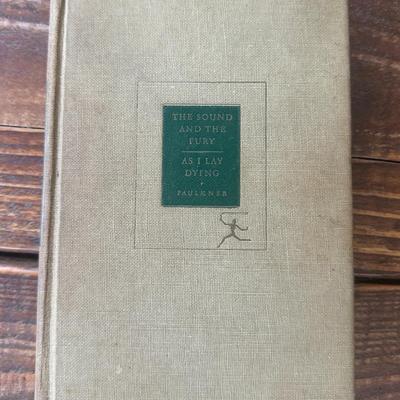 THE SOUND
AND THE
FURY
AS I LAY
DYING
FAULKNER